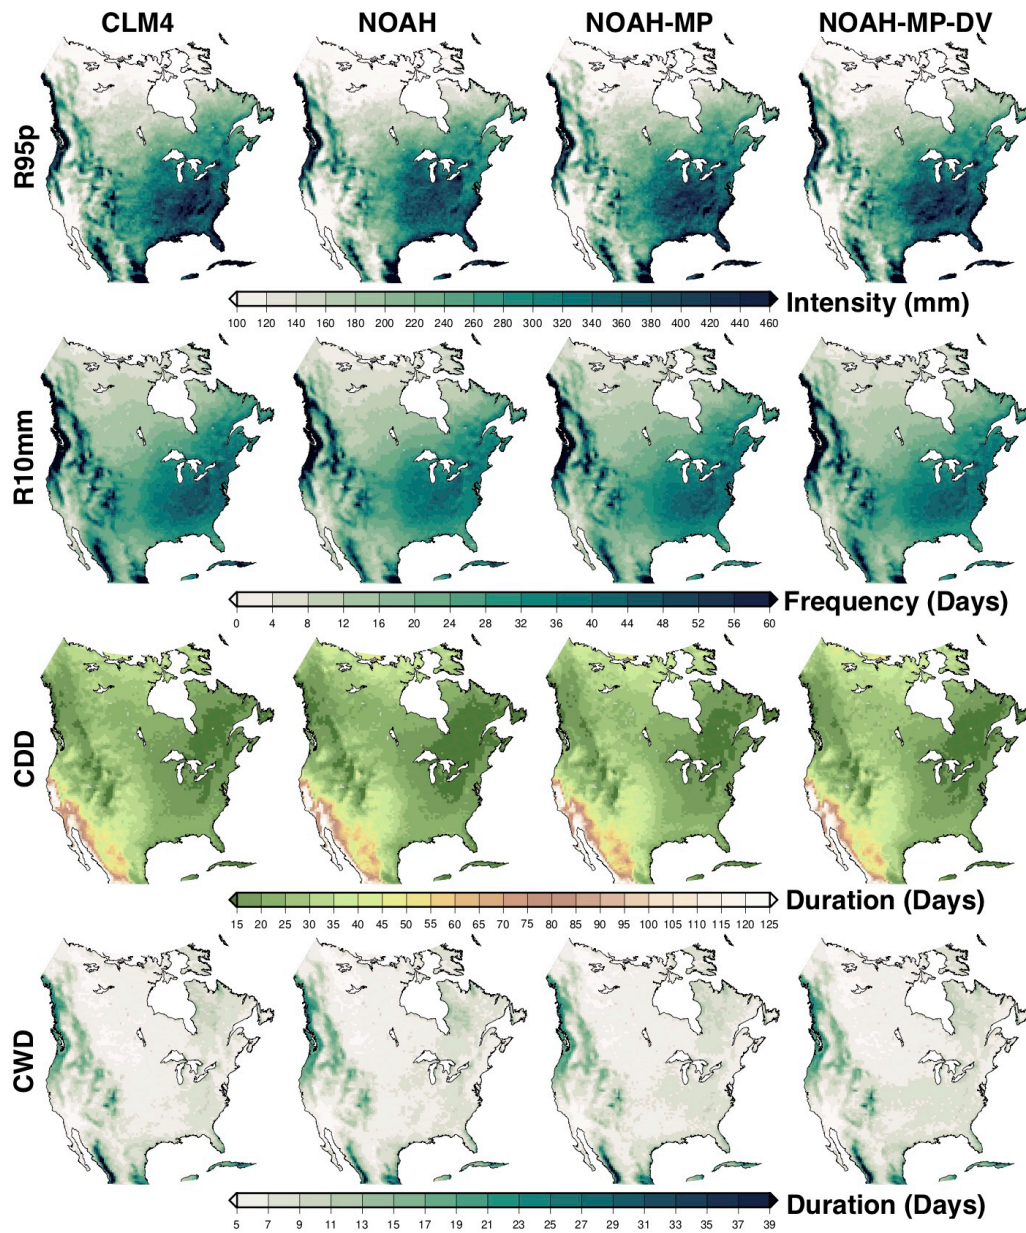 CLM4 NOAH NOAH-MP NOAH-MP-DV
R95p
Intensity (mm)
100 120 140 160 180 200 220 240 260 280 300 320 340 360 380 400 420 440 460
R10mm
Frequency (Days)
0 4 8 12 16 20 24 28 32 36 40 44 48 52 56 60
CDD
Duration (Days)
15 20 25 30 35 40 45 50 55 60 65 70 75 80 85 90 95 100 105 110 115 120 125
CWD
Duration (Days)
5 7 9 11 13 15 17 19 21 23 25 27 29 31 33 35 37 39